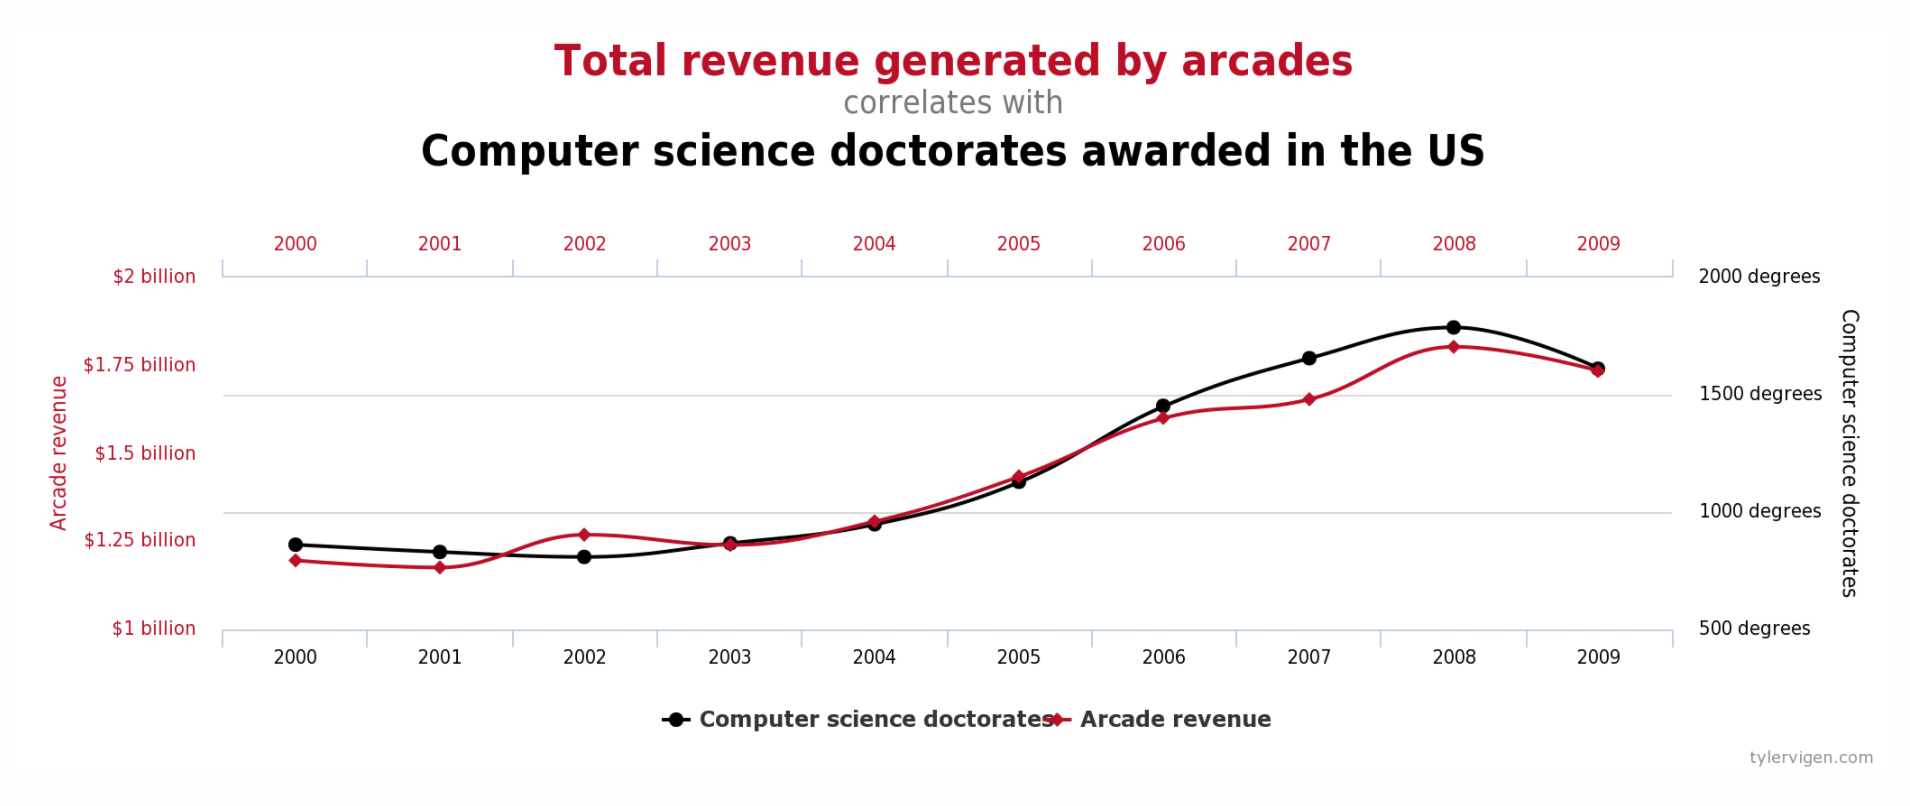 Total revenue generated by arcades
correlates with
Computer science doctorates awarded in the US
2000 2001 2002 2003 2004 2005 2006 2007 2008 2009
$2 billion 2000 degrees
$1.75 billion
1500 degrees
$1.5 billion
1000 degrees
$1.25 billion
$1 billion 500 degrees
Arcade revenue
Computer science doctorates
2000 2001 2002 2003 2004 2005 2006 2007 2008 2009
Computer science doctorates Arcade revenue
tylervigen.com